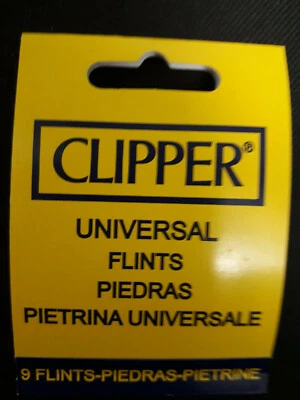 CLIPPER®
UNIVERSAL
FLINTS
PIEDRAS
PIETRINA UNIVERSALE
9 FLINTS-PIEDRAS-PIETRINE